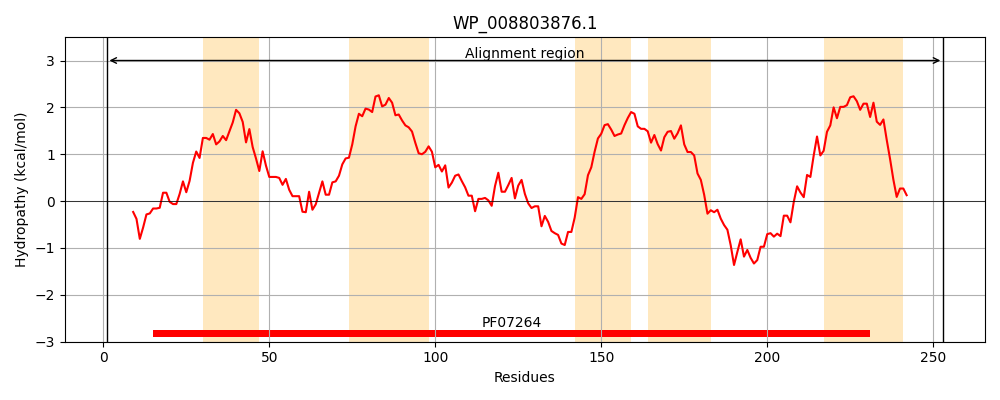 WP_008803876.1
Alignment region
3
2
1
0
−1
−2
−3
Hydropathy (kcal/mol)
PF07264
0 50 100 150 200 250
Residues